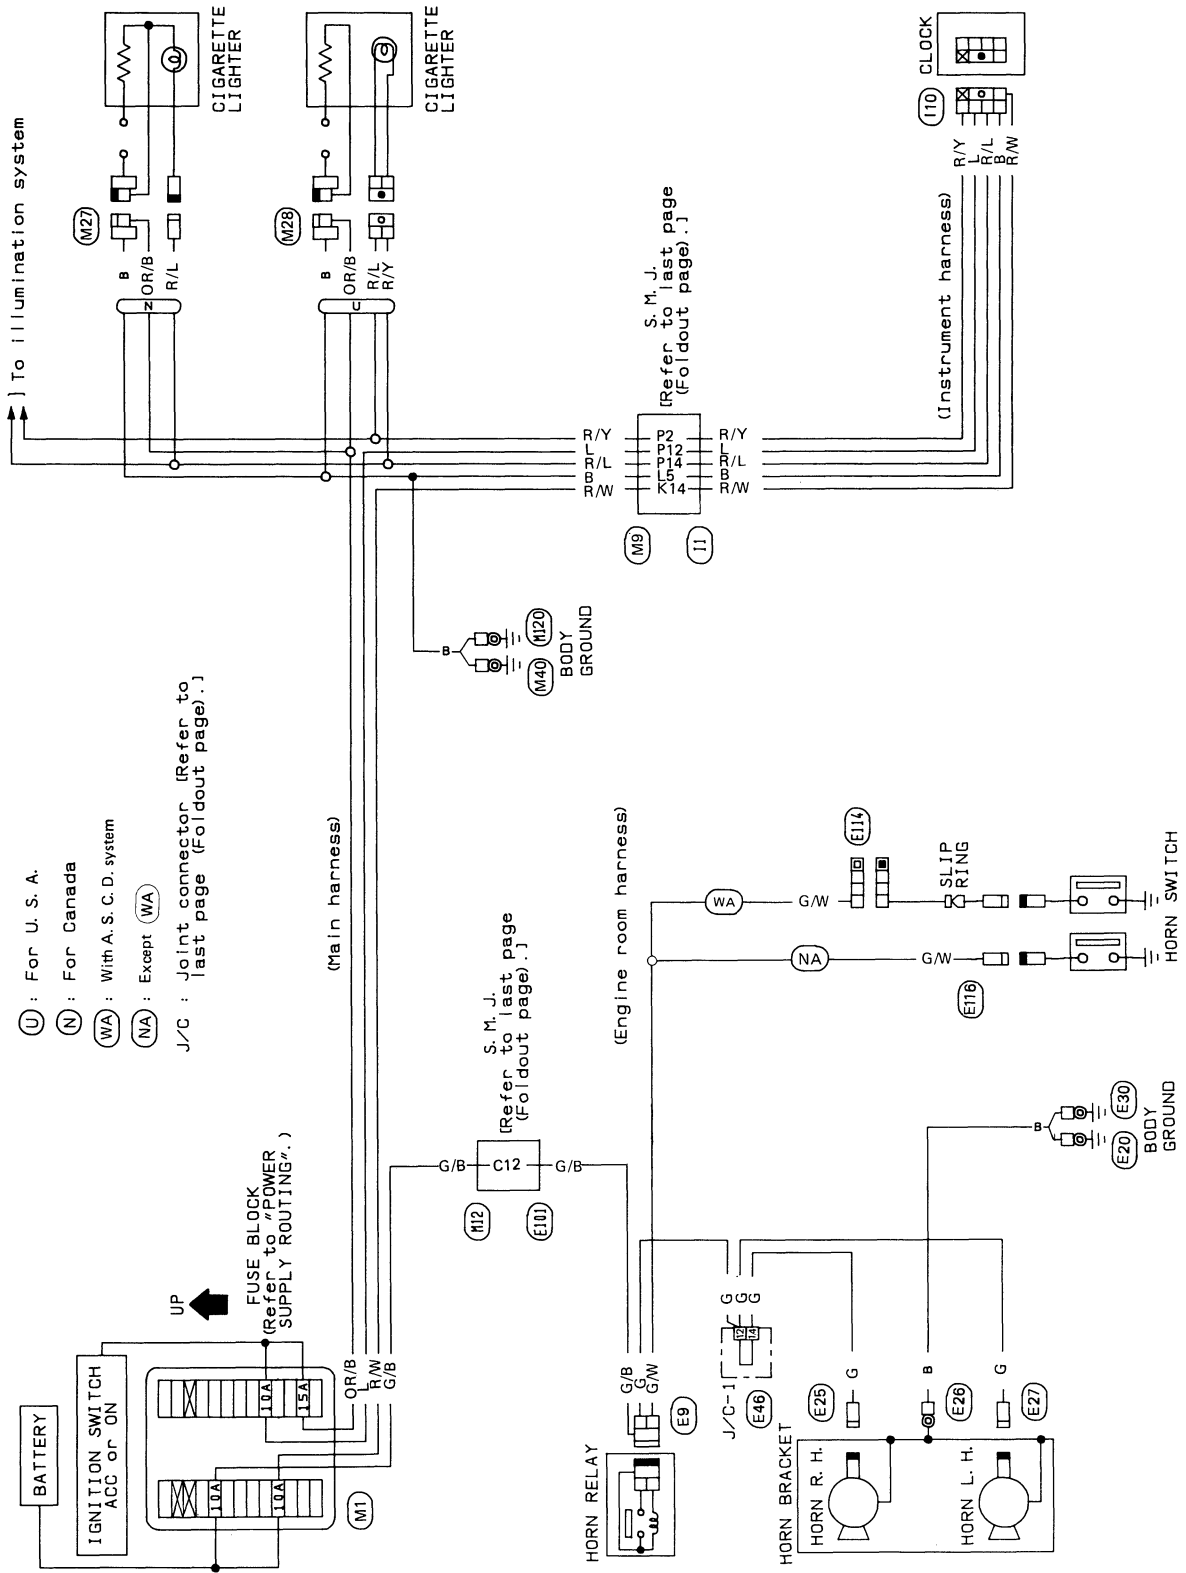 BATTERY
IGNITION SWITCH
ACC or ON
UP
FUSE BLOCK
(Refer to "POWER
SUPPLY ROUTING".)
10A
15A
10A
10A
M1
OR/B
L
R/W
G/B
U : For U. S. A.
N : For Canada
WA : With A. S. C. D. system
NA : Except WA
J/C : Joint connector [Refer to
last page (Foldout page).]
(Main harness)
] To illumination system
CIGARETTE
LIGHTER
M27
B
OR/B
R/L
N
CIGARETTE
LIGHTER
M28
B
OR/B
R/L
R/Y
U
CLOCK
I10
R/Y
L
R/L
B
R/W
(Instrument harness)
S. M. J.
[Refer to last page
(Foldout page).]
R/Y P2 R/Y
L P12 L
R/L P14 R/L
B L5 B
R/W K14 R/W
M9
I1
B
M40
M120
BODY
GROUND
S. M. J.
[Refer to last page
(Foldout page).]
G/B C12 G/B
M12
E101
(Engine room harness)
WA
G/W
E114
SLIP
RING
NA
G/W
E116
HORN SWITCH
HORN RELAY
G/B
G
G/W
E9
J/C-1
12
14
G
G
G
E46
HORN BRACKET
HORN R. H.
HORN L. H.
E25
G
E26
B
E27
G
B
E20
E30
BODY
GROUND